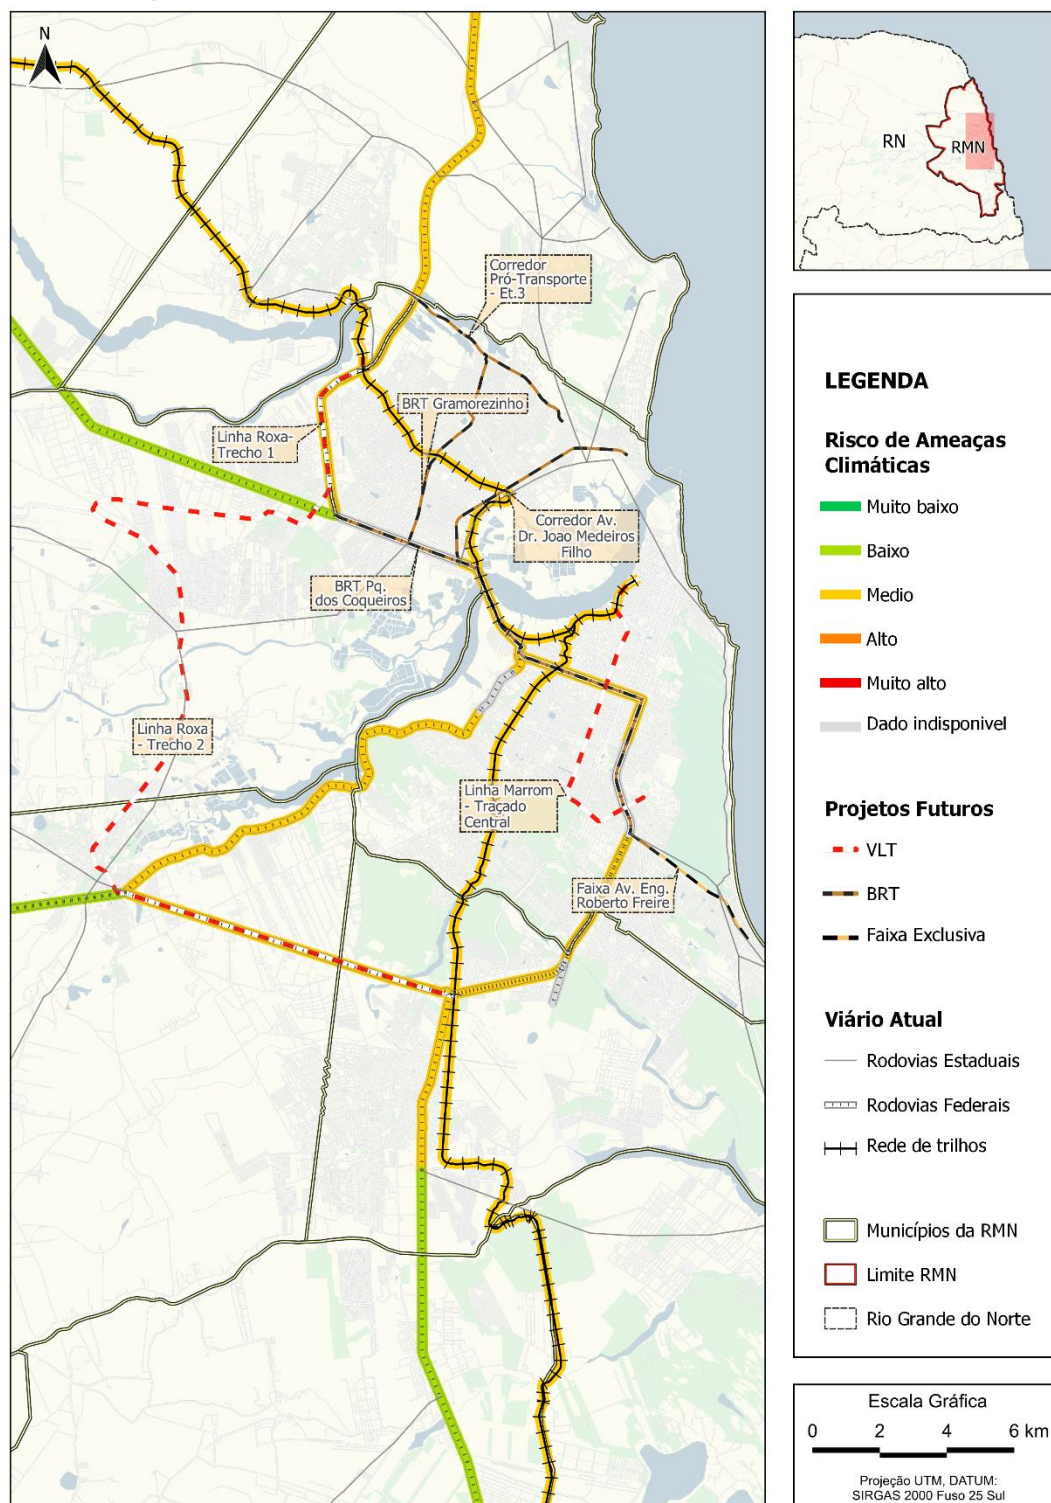 N
Corredor
Pró-Transporte
- Et.3
BRT Gramorezinho
Linha Roxa-
Trecho 1
Corredor Av.
Dr. Joao Medeiros
Filho
BRT Pq.
dos Coqueiros
Linha Roxa
- Trecho 2
Linha Marrom
- Traçado
Central
Faixa Av. Eng.
Roberto Freire
RN
RMN
LEGENDA
Risco de Ameaças
Climáticas
Muito baixo
Baixo
Medio
Alto
Muito alto
Dado indisponivel
Projetos Futuros
VLT
BRT
Faixa Exclusiva
Viário Atual
Rodovias Estaduais
Rodovias Federais
Rede de trilhos
Municípios da RMN
Limite RMN
Rio Grande do Norte
Escala Gráfica
0 2 4 6 km
Projeção UTM, DATUM:
SIRGAS 2000 Fuso 25 Sul